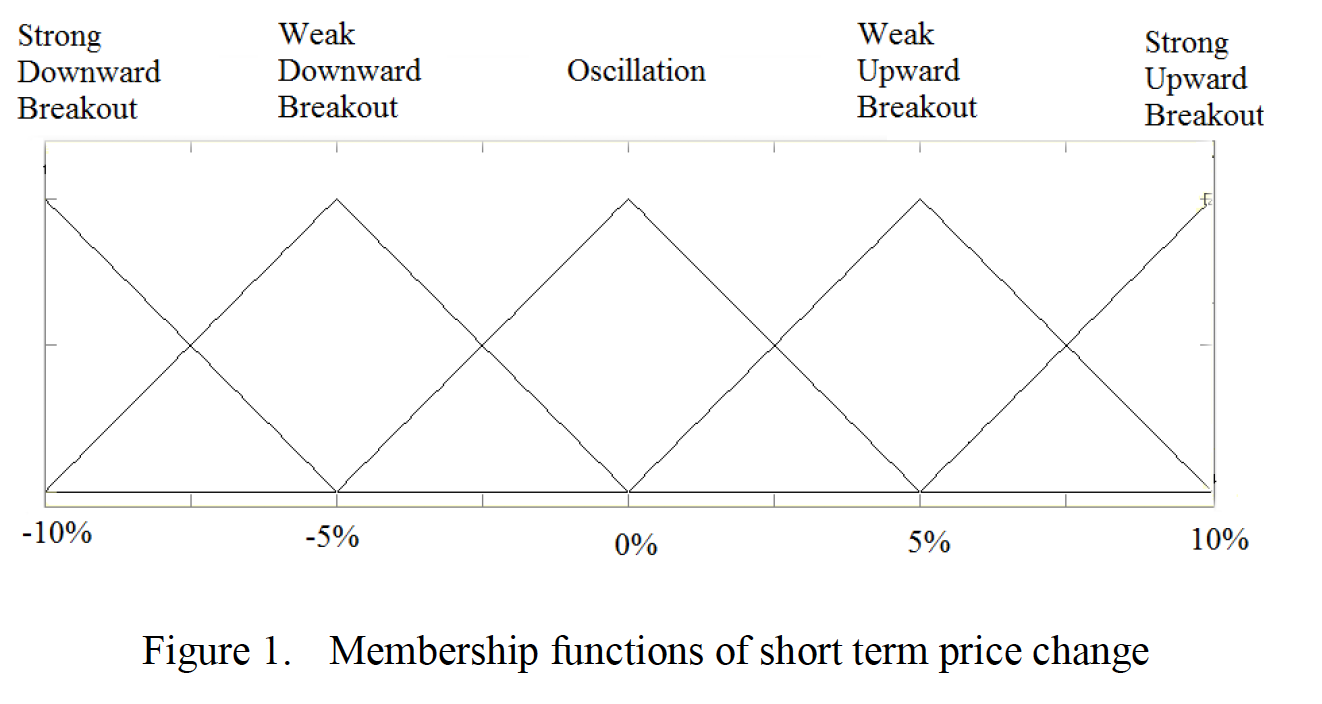 Strong
Downward
Breakout
Weak
Downward
Breakout
Oscillation
Weak
Upward
Breakout
Strong
Upward
Breakout
-10%
-5%
0%
5%
10%
Figure 1. Membership functions of short term price change